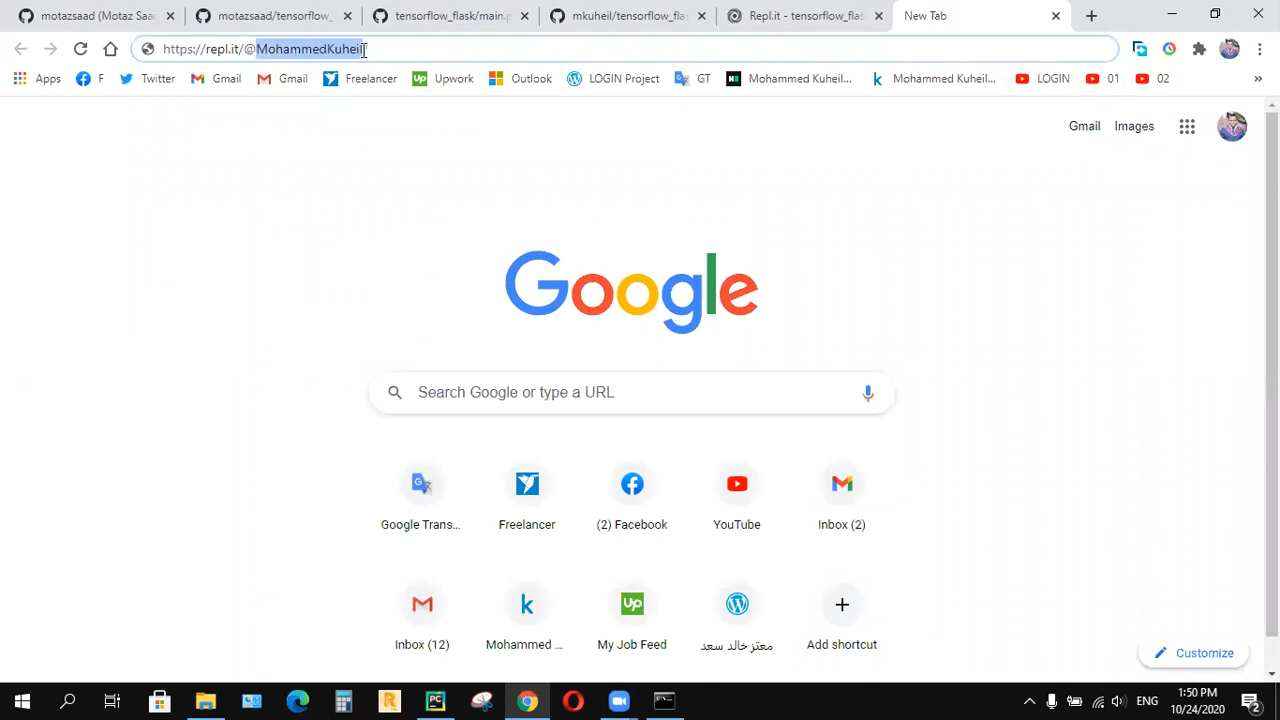 motazsaad (Motaz Saa
motazsaad/tensorflow_
tensorflow_flask/main.p
mkuheil/tensorflow_flas
Repl.it - tensorflow_flas
New Tab
https://repl.it/@MohammedKuheil
Apps
F
Twitter
Gmail
Gmail
Freelancer
Upwork
Outlook
LOGIN Project
GT
Mohammed Kuheil...
Mohammed Kuheil...
LOGIN
01
02
»
Gmail
Images
Google
Search Google or type a URL
Google Trans...
Freelancer
(2) Facebook
YouTube
Inbox (2)
Inbox (12)
Mohammed ...
My Job Feed
معتز خالد سعد
Add shortcut
Customize
ENG
1:50 PM
10/24/2020
2